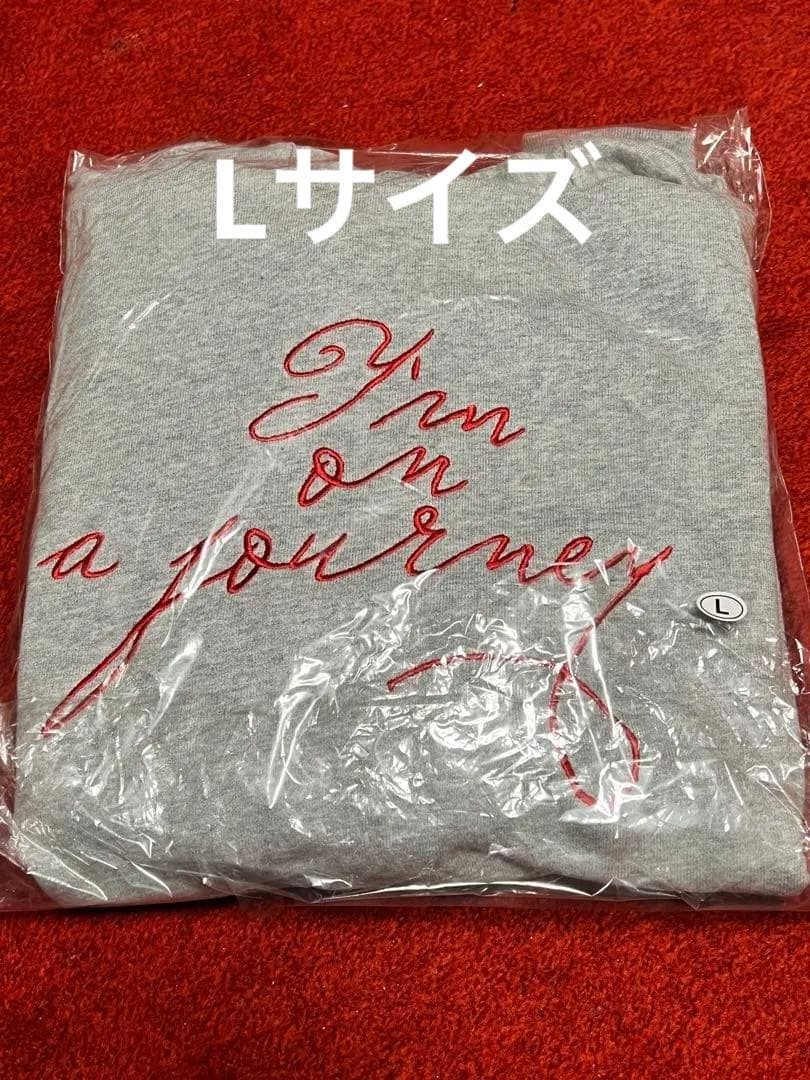 Lサイズ
I'm
on
a journey
L